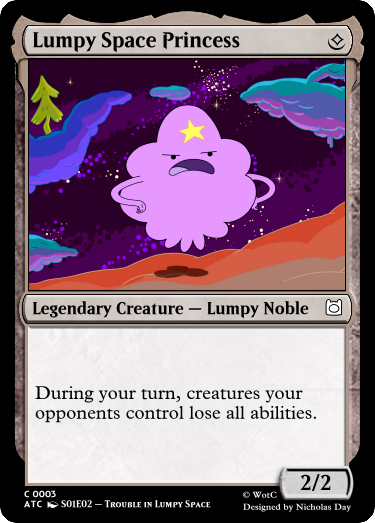 Lumpy Space Princess
Legendary Creature — Lumpy Noble
During your turn, creatures your
opponents control lose all abilities.
2/2
C 0003
ATC S01E02 — Trouble in Lumpy Space
© WotC
Designed by Nicholas Day